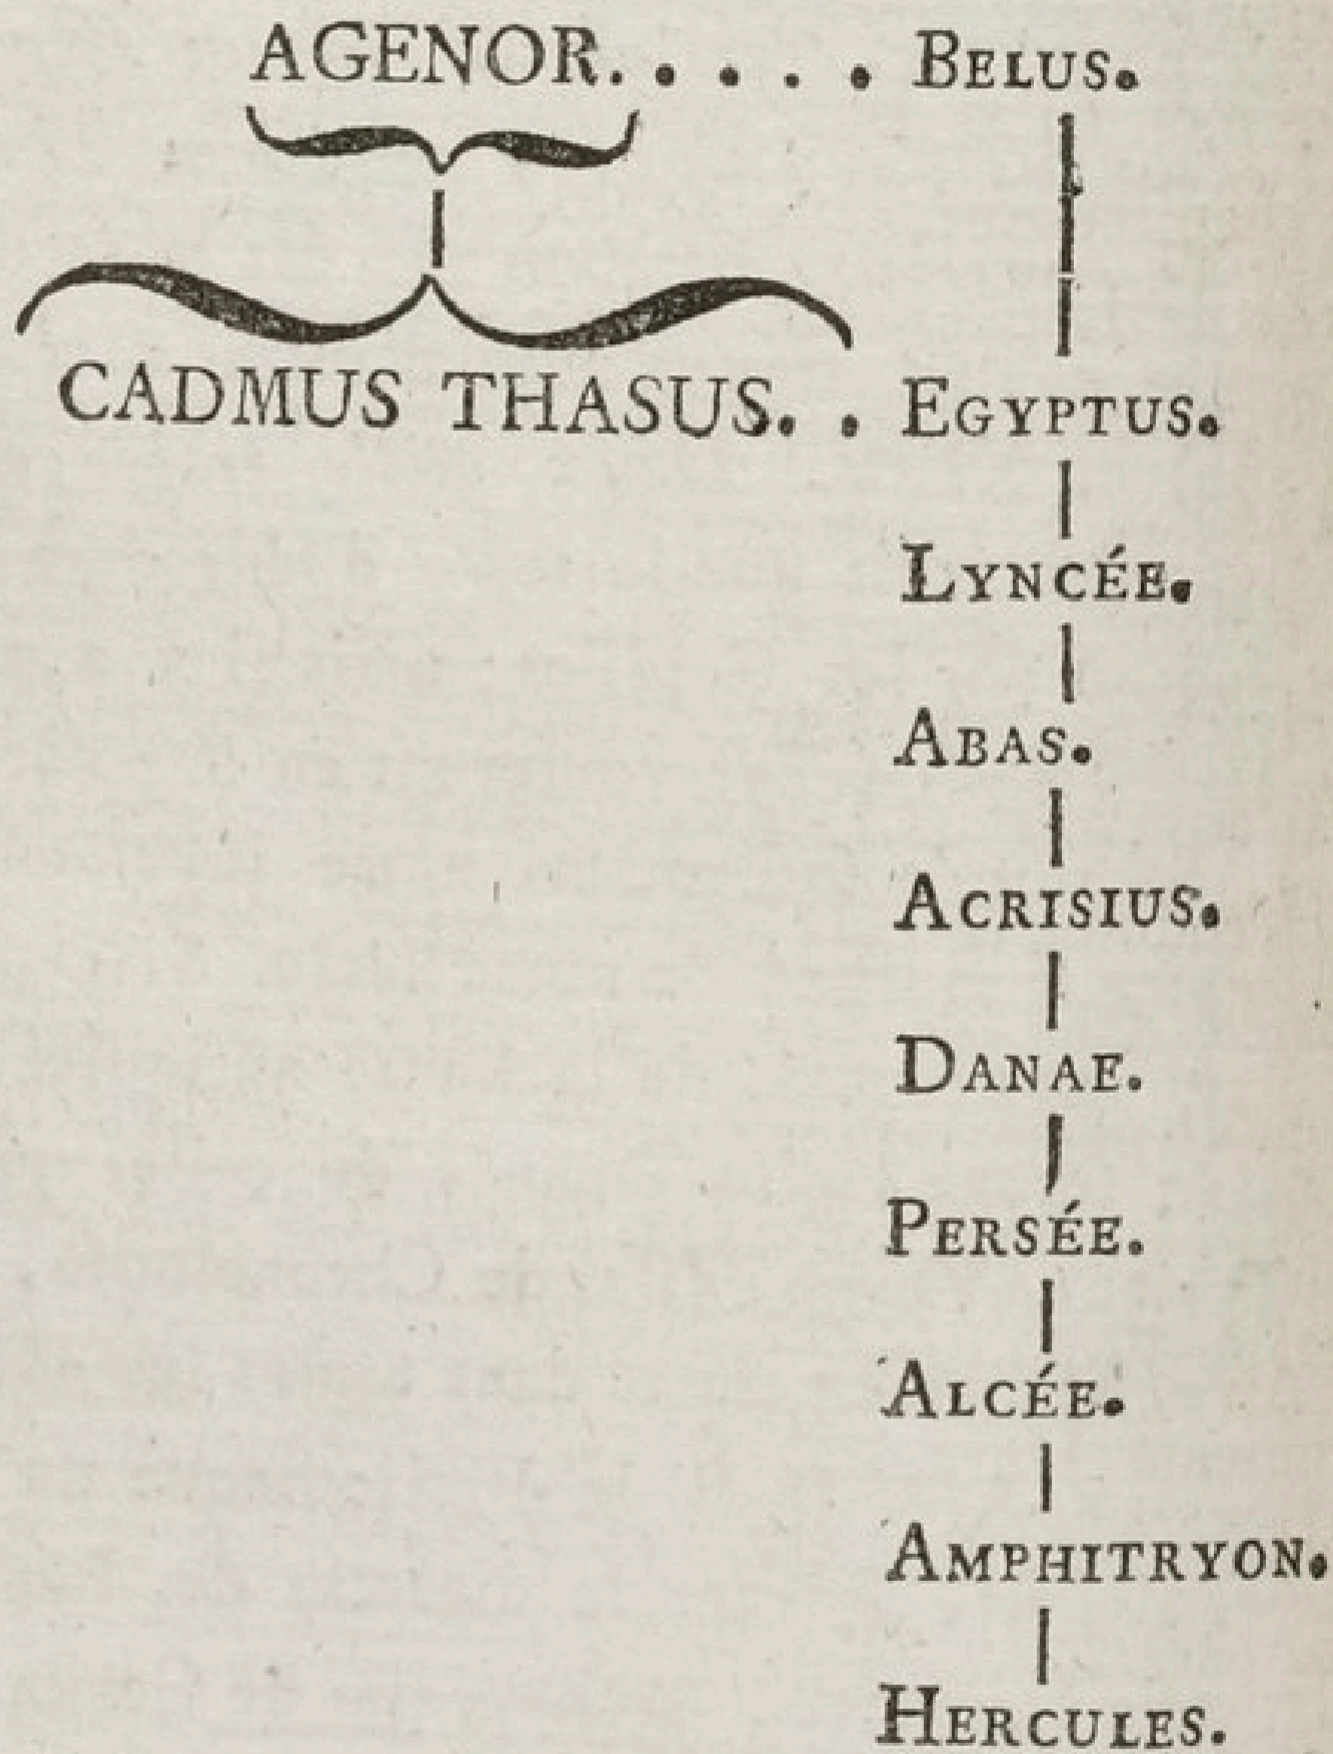 AGENOR. . . . . BELUS.
CADMUS THASUS. . EGYPTUS.
LYNCÉE.
ABAS.
ACRISIUS.
DANAE.
PERSÉE.
ALCÉE.
AMPHITRYON.
HERCULES.